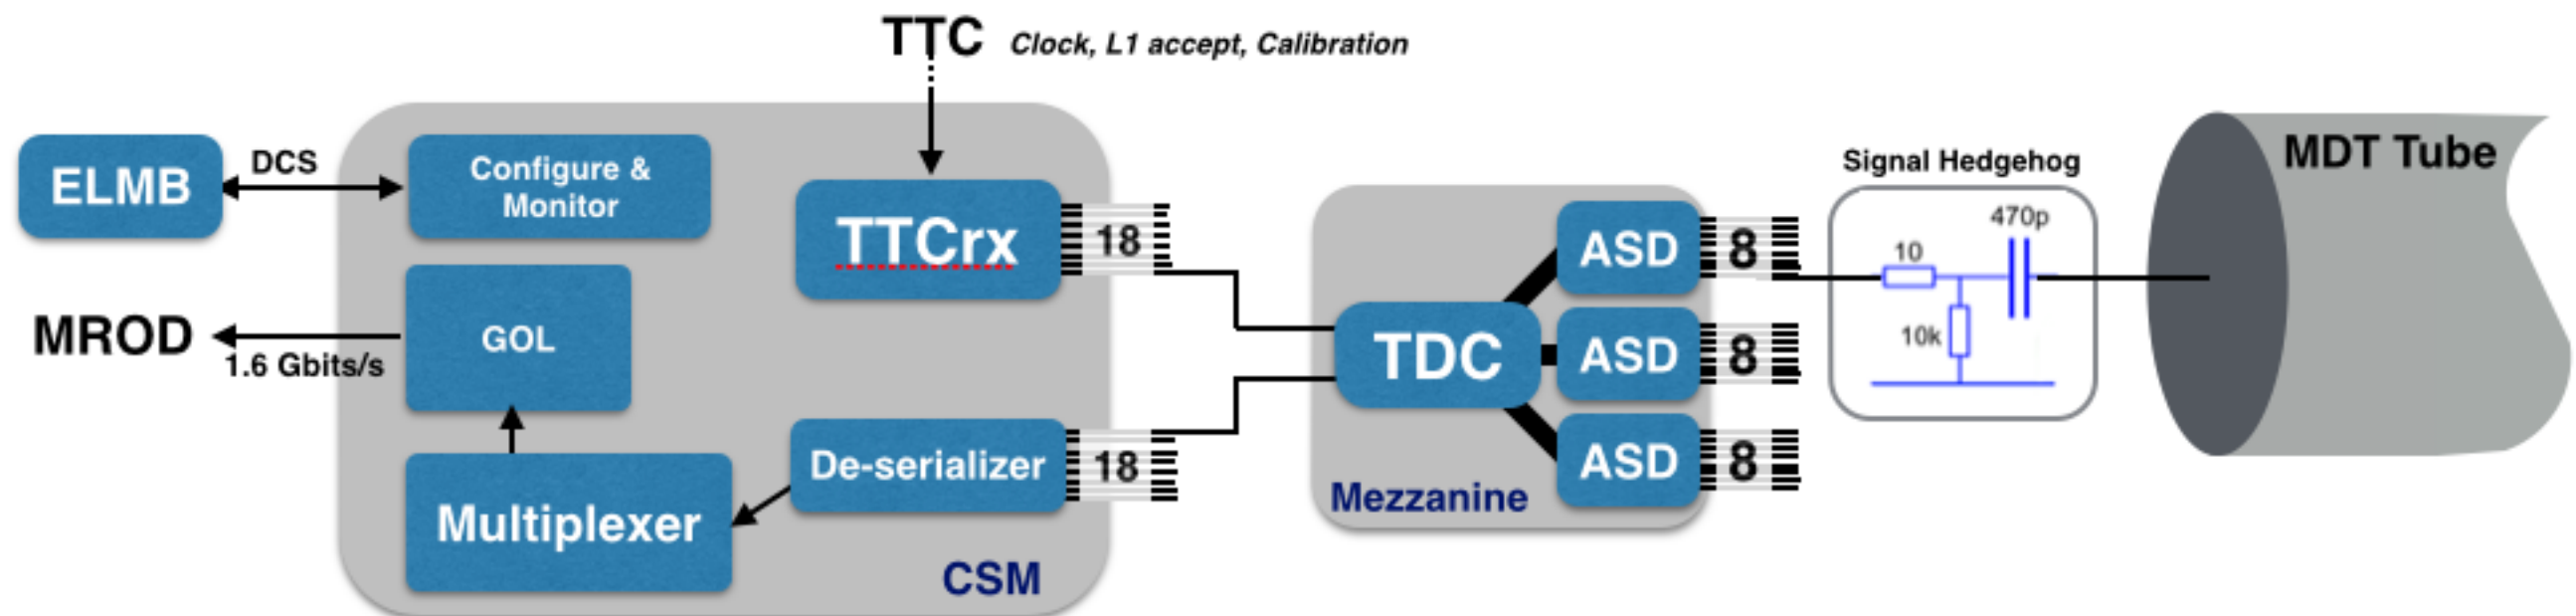 TTC Clock, L1 accept, Calibration
ELMB
DCS
Configure &
Monitor
TTCrx
18
MROD
1.6 Gbits/s
GOL
Multiplexer
De-serializer
18
CSM
TDC
ASD
8
ASD
8
ASD
8
Mezzanine
Signal Hedgehog
470p
10
10k
MDT Tube